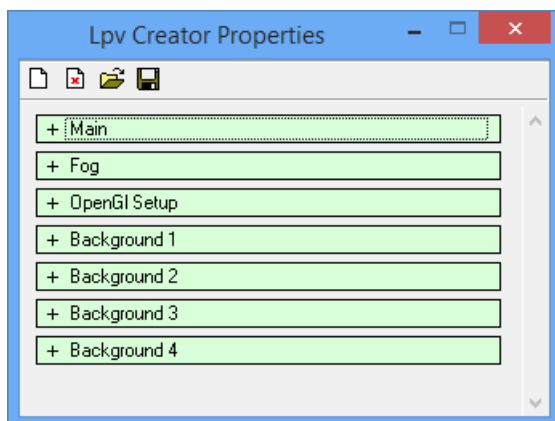 Lpv Creator Properties
+ Main
+ Fog
+ OpenGl Setup
+ Background 1
+ Background 2
+ Background 3
+ Background 4